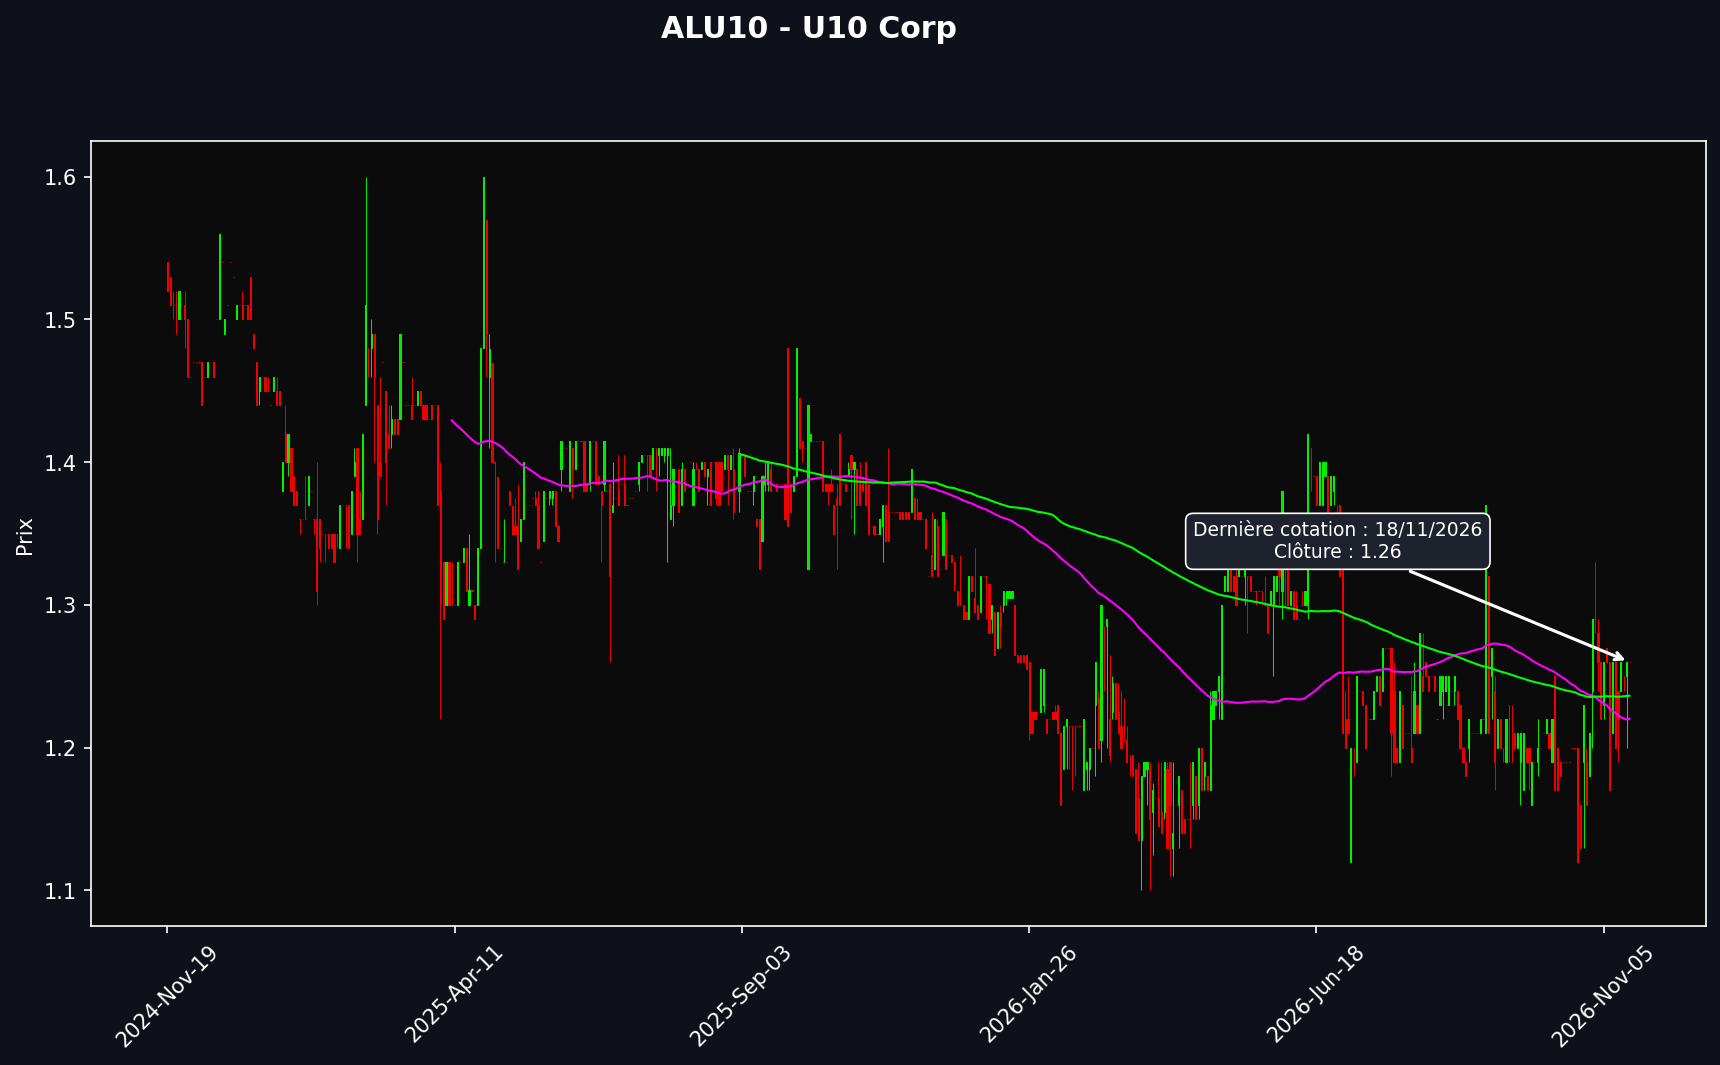 ALU10 - U10 Corp
Prix
1.6
1.5
1.4
1.3
1.2
1.1
Dernière cotation : 18/11/2026
Clôture : 1.26
2024-Nov-19
2025-Apr-11
2025-Sep-03
2026-Jan-26
2026-Jun-18
2026-Nov-05